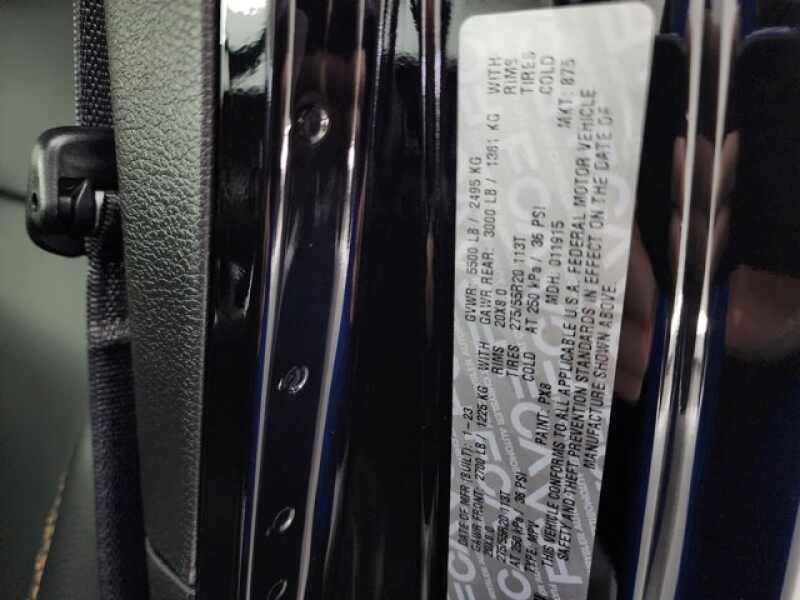 DATE OF MFR (BUILT): 1-23 GVWR: 5500 LB / 2495 KG
GAWR FRONT: 2700 LB / 1225 KG WITH GAWR REAR: 3000 LB / 1361 KG WITH
20X8.0 RIMS 20X8.0 RIMS
275/55R20 113T TIRES 275/55R20 113T TIRES
AT 250 kPa / 36 PSI COLD AT 250 kPa / 36 PSI COLD
TYPE: MPV PAINT: PX8 MDH: 011915 MKT: 875
THIS VEHICLE CONFORMS TO ALL APPLICABLE U.S.A. FEDERAL MOTOR VEHICLE
SAFETY AND THEFT PREVENTION STANDARDS IN EFFECT ON THE DATE OF
MANUFACTURE SHOWN ABOVE.